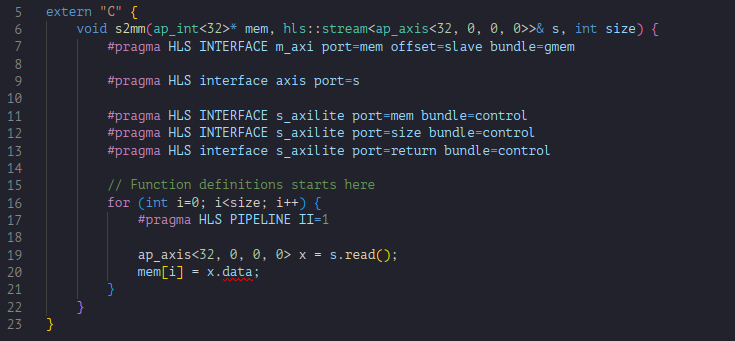 5 extern "C" {
6 void s2mm(ap_int<32>* mem, hls::stream<ap_axis<32, 0, 0, 0>>& s, int size) {
7 #pragma HLS INTERFACE m_axi port=mem offset=slave bundle=gmem
8
9 #pragma HLS interface axis port=s
10
11 #pragma HLS INTERFACE s_axilite port=mem bundle=control
12 #pragma HLS INTERFACE s_axilite port=size bundle=control
13 #pragma HLS interface s_axilite port=return bundle=control
14
15 // Function definitions starts here
16 for (int i=0; i<size; i++) {
17 #pragma HLS PIPELINE II=1
18
19 ap_axis<32, 0, 0, 0> x = s.read();
20 mem[i] = x.data;
21 }
22 }
23 }